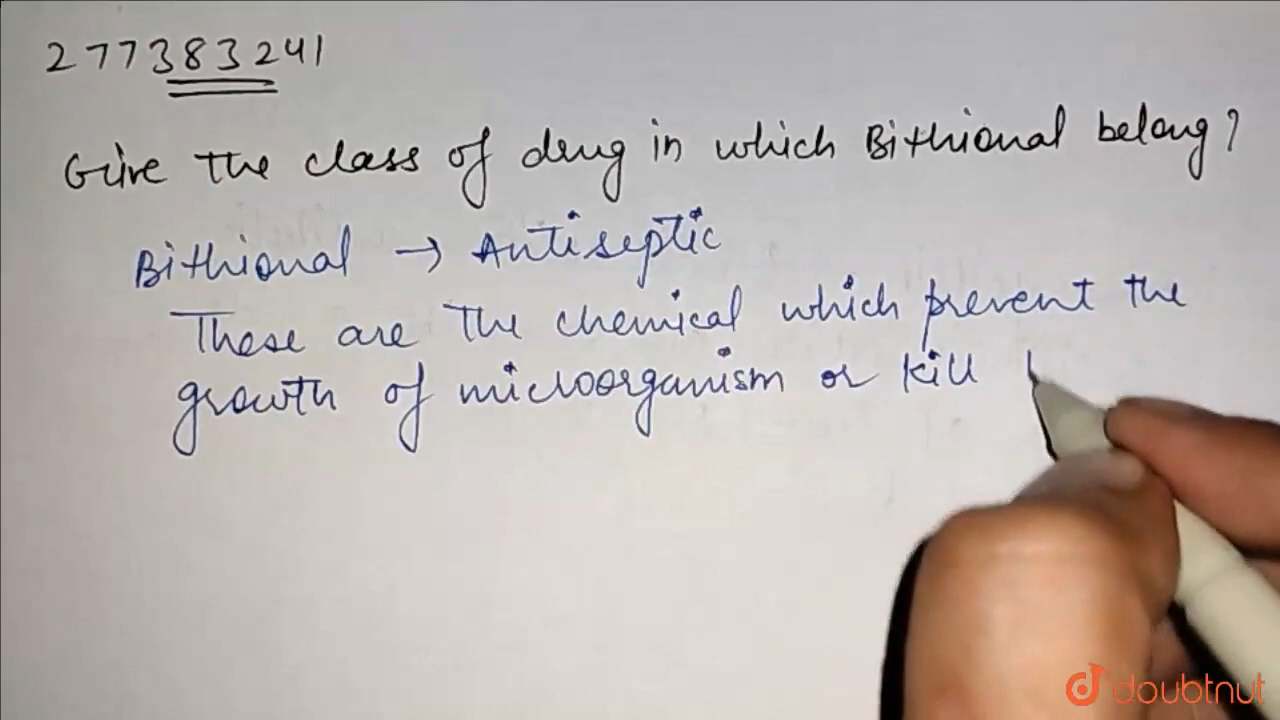 277383241
Give the class of drug in which Bithional belong?
Bithional → Antiseptic
These are the chemical which prevent the
growth of microorganism or kill
doubtnut